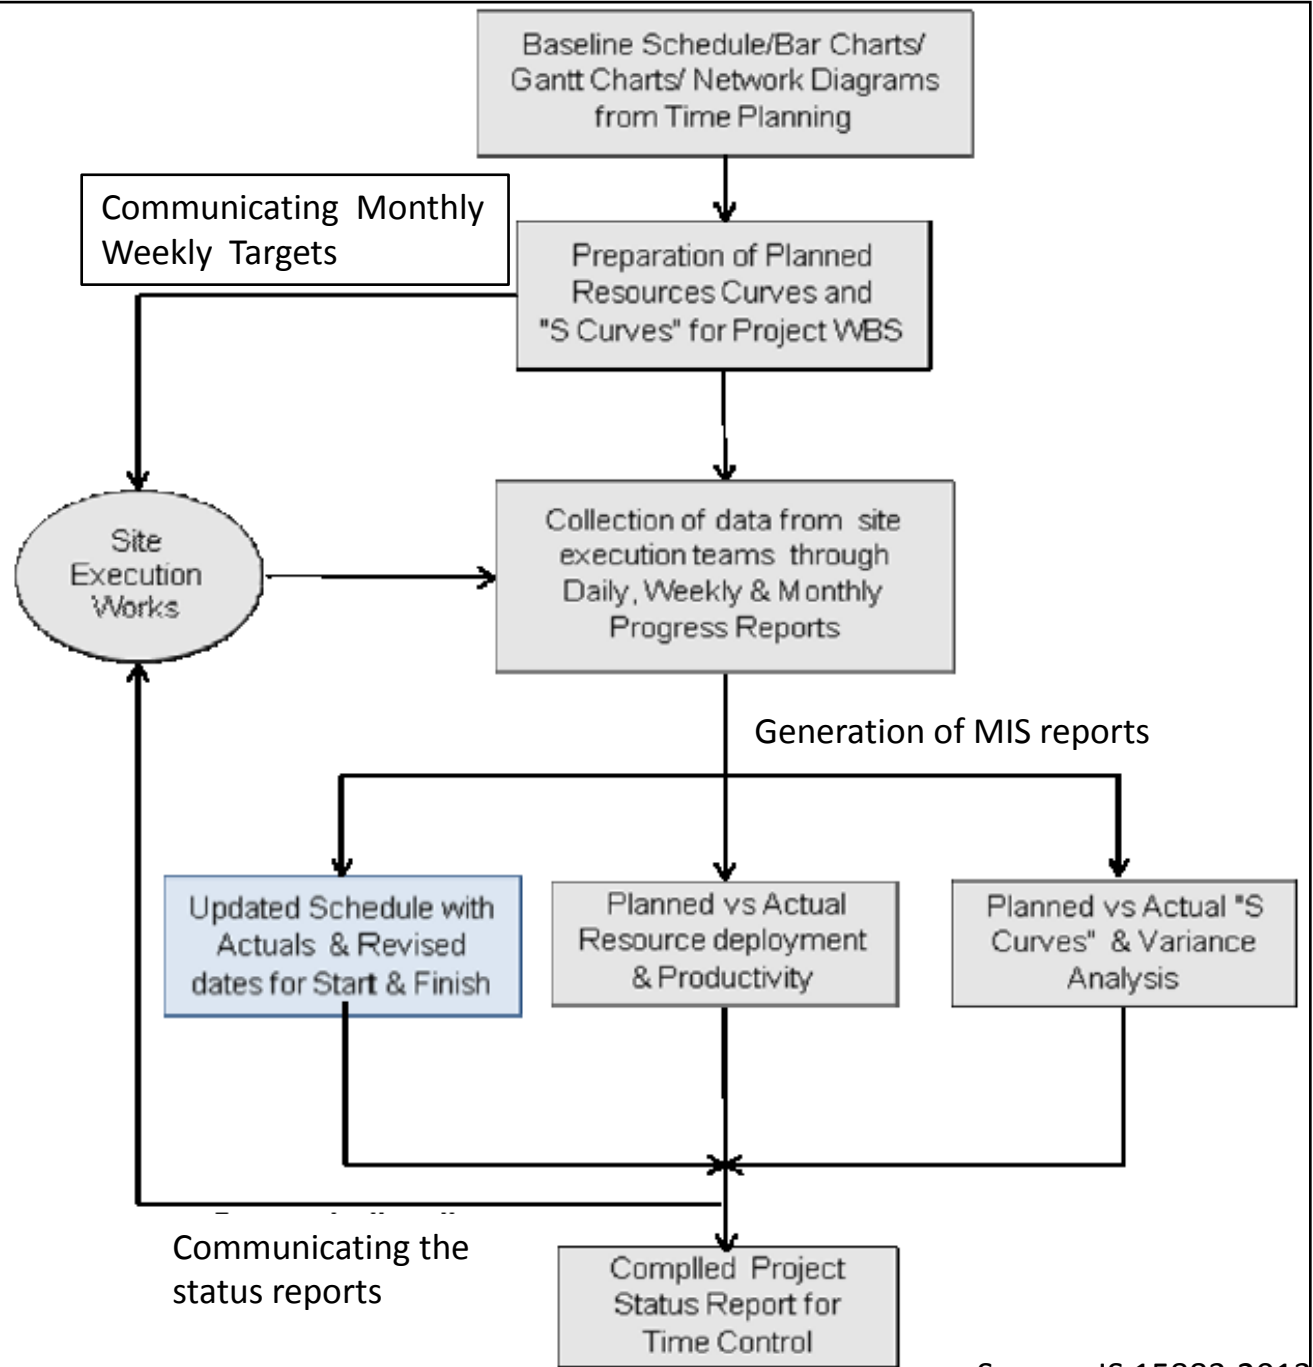 Baseline Schedule/Bar Charts/
Gantt Charts/ Network Diagrams
from Time Planning
Communicating Monthly
Weekly Targets
Preparation of Planned
Resources Curves and
"S Curves" for Project WBS
Site
Execution
Works
Collection of data from site
execution teams through
Daily, Weekly & Monthly
Progress Reports
Generation of MIS reports
Updated Schedule with
Actuals & Revised
dates for Start & Finish
Planned vs Actual
Resource deployment
& Productivity
Planned vs Actual "S
Curves" & Variance
Analysis
Communicating the
status reports
Complled Project
Status Report for
Time Control